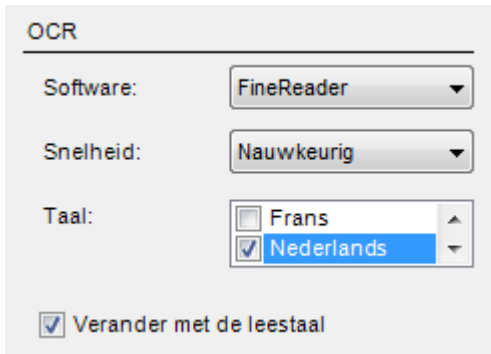 OCR
Software: FineReader
Snelheid: Nauwkeurig
Taal: Frans
Nederlands
Verander met de leestaal